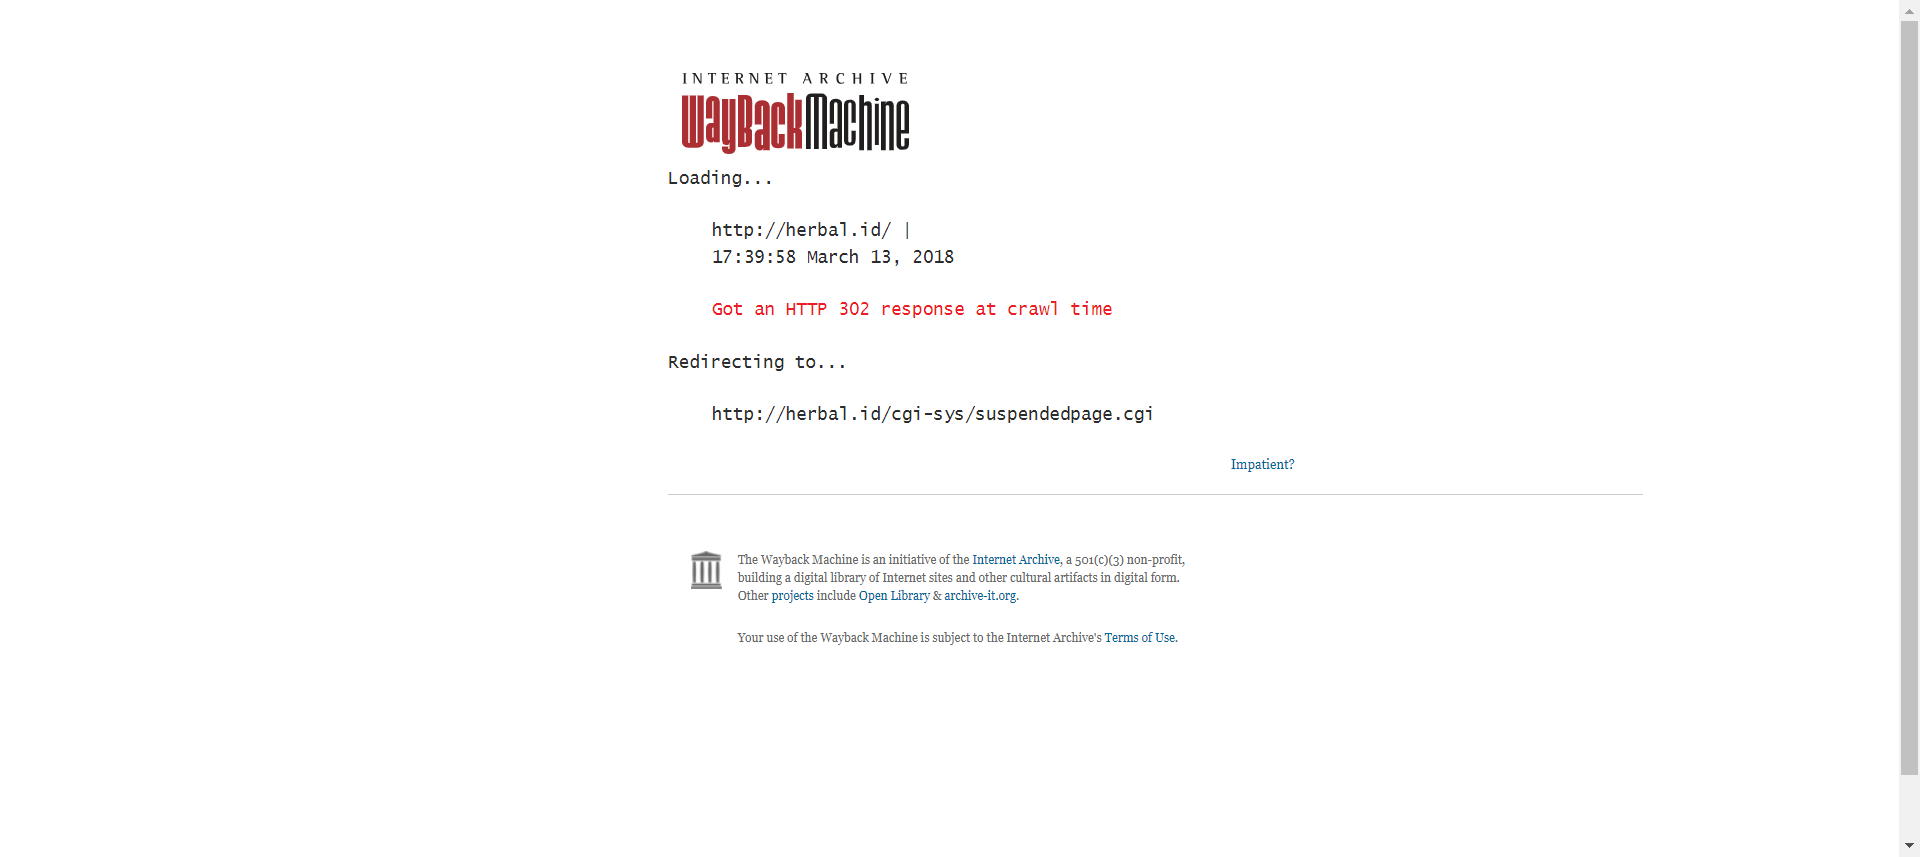 INTERNET ARCHIVE
WayBackMachine
Loading...
http://herbal.id/ |
17:39:58 March 13, 2018
Got an HTTP 302 response at crawl time
Redirecting to...
http://herbal.id/cgi-sys/suspendedpage.cgi
Impatient?
The Wayback Machine is an initiative of the Internet Archive, a 501(c)(3) non-profit,
building a digital library of Internet sites and other cultural artifacts in digital form.
Other projects include Open Library & archive-it.org.
Your use of the Wayback Machine is subject to the Internet Archive's Terms of Use.